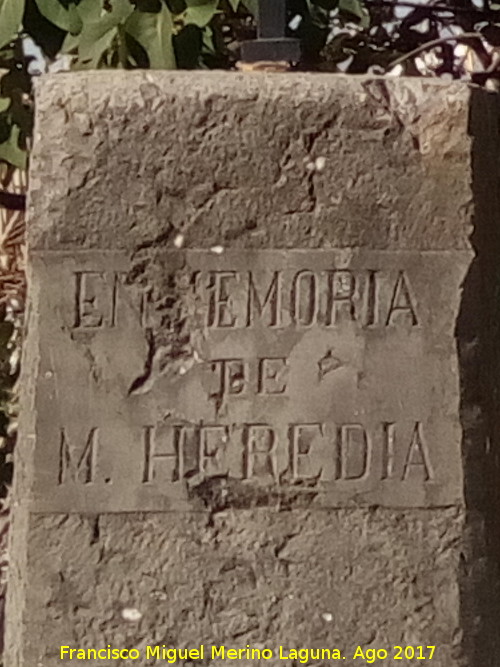 EN MEMORIA
DE
M. HEREDIA
Francisco Miguel Merino Laguna. Ago 2017